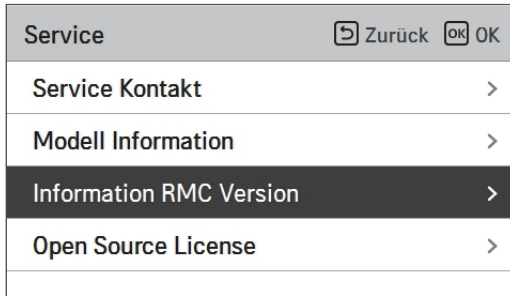 Service Zurück OK OK
Service Kontakt >
Modell Information >
Information RMC Version >
Open Source License >